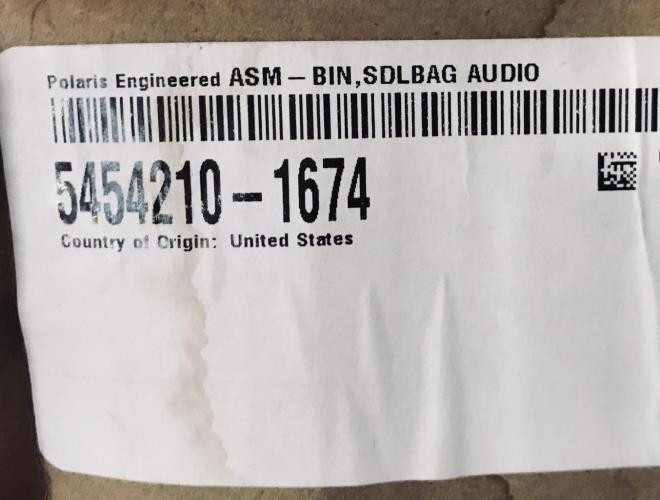 Polaris Engineered ASM – BIN,SDLBAG AUDIO
5454210–1674
Country of Origin: United States